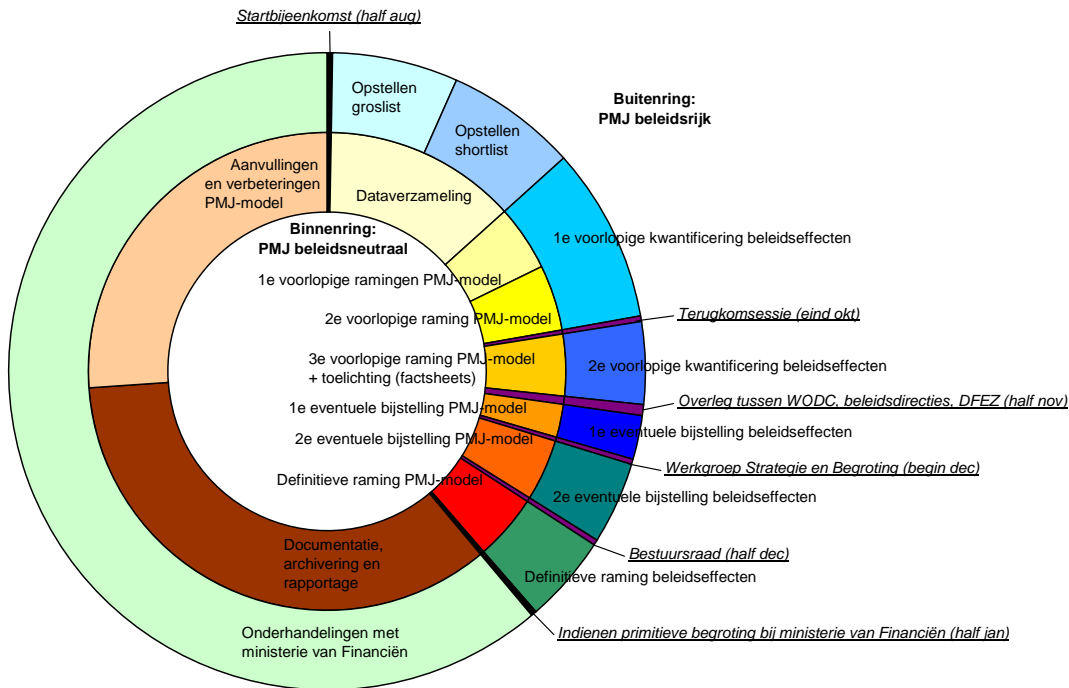 Startbijeenkomst (half aug)
Opstellen
groslist
Opstellen
shortlist
Buitenring:
PMJ beleidsrijk
Aanvullingen
en verbeteringen
PMJ-model
Dataverzameling
Binnenring:
PMJ beleidsneutraal
1e voorlopige kwantificering beleidseffecten
1e voorlopige ramingen PMJ-model
Terugkomsessie (eind okt)
2e voorlopige raming PMJ-model
3e voorlopige raming PMJ-model
+ toelichting (factsheets)
2e voorlopige kwantificering beleidseffecten
Overleg tussen WODC, beleidsdirecties, DFEZ (half nov)
1e eventuele bijstelling PMJ-model
1e eventuele bijstelling beleidseffecten
2e eventuele bijstelling PMJ-model
Werkgroep Strategie en Begroting (begin dec)
Definitieve raming PMJ-model
2e eventuele bijstelling beleidseffecten
Bestuursraad (half dec)
Documentatie,
archivering en
rapportage
Definitieve raming beleidseffecten
Onderhandelingen met
ministerie van Financiën
Indienen primitieve begroting bij ministerie van Financiën (half jan)